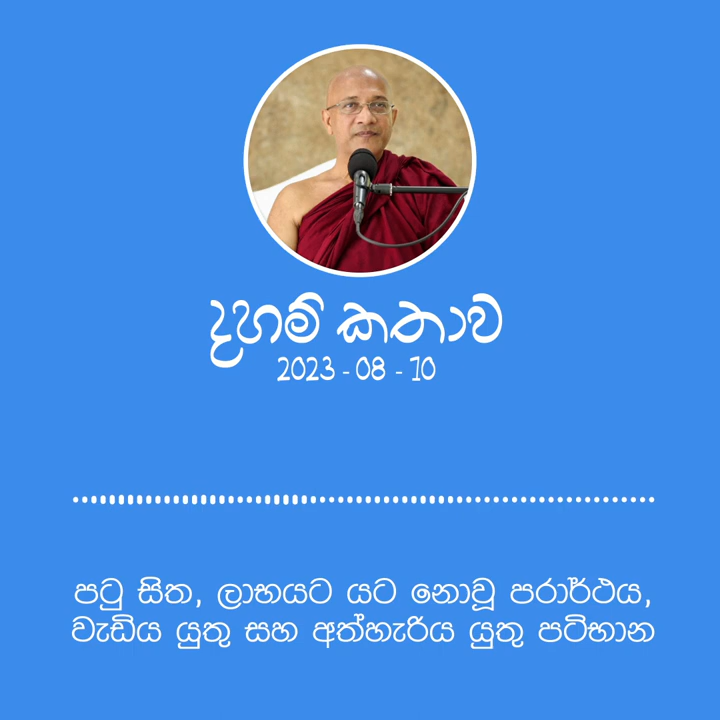 දහම් කතාව
2023 - 08 - 10
පටු සිත, ලාභයට යට නොවූ පරාර්ථය,
වැඩිය යුතු සහ අත්හැරිය යුතු පටිභාන